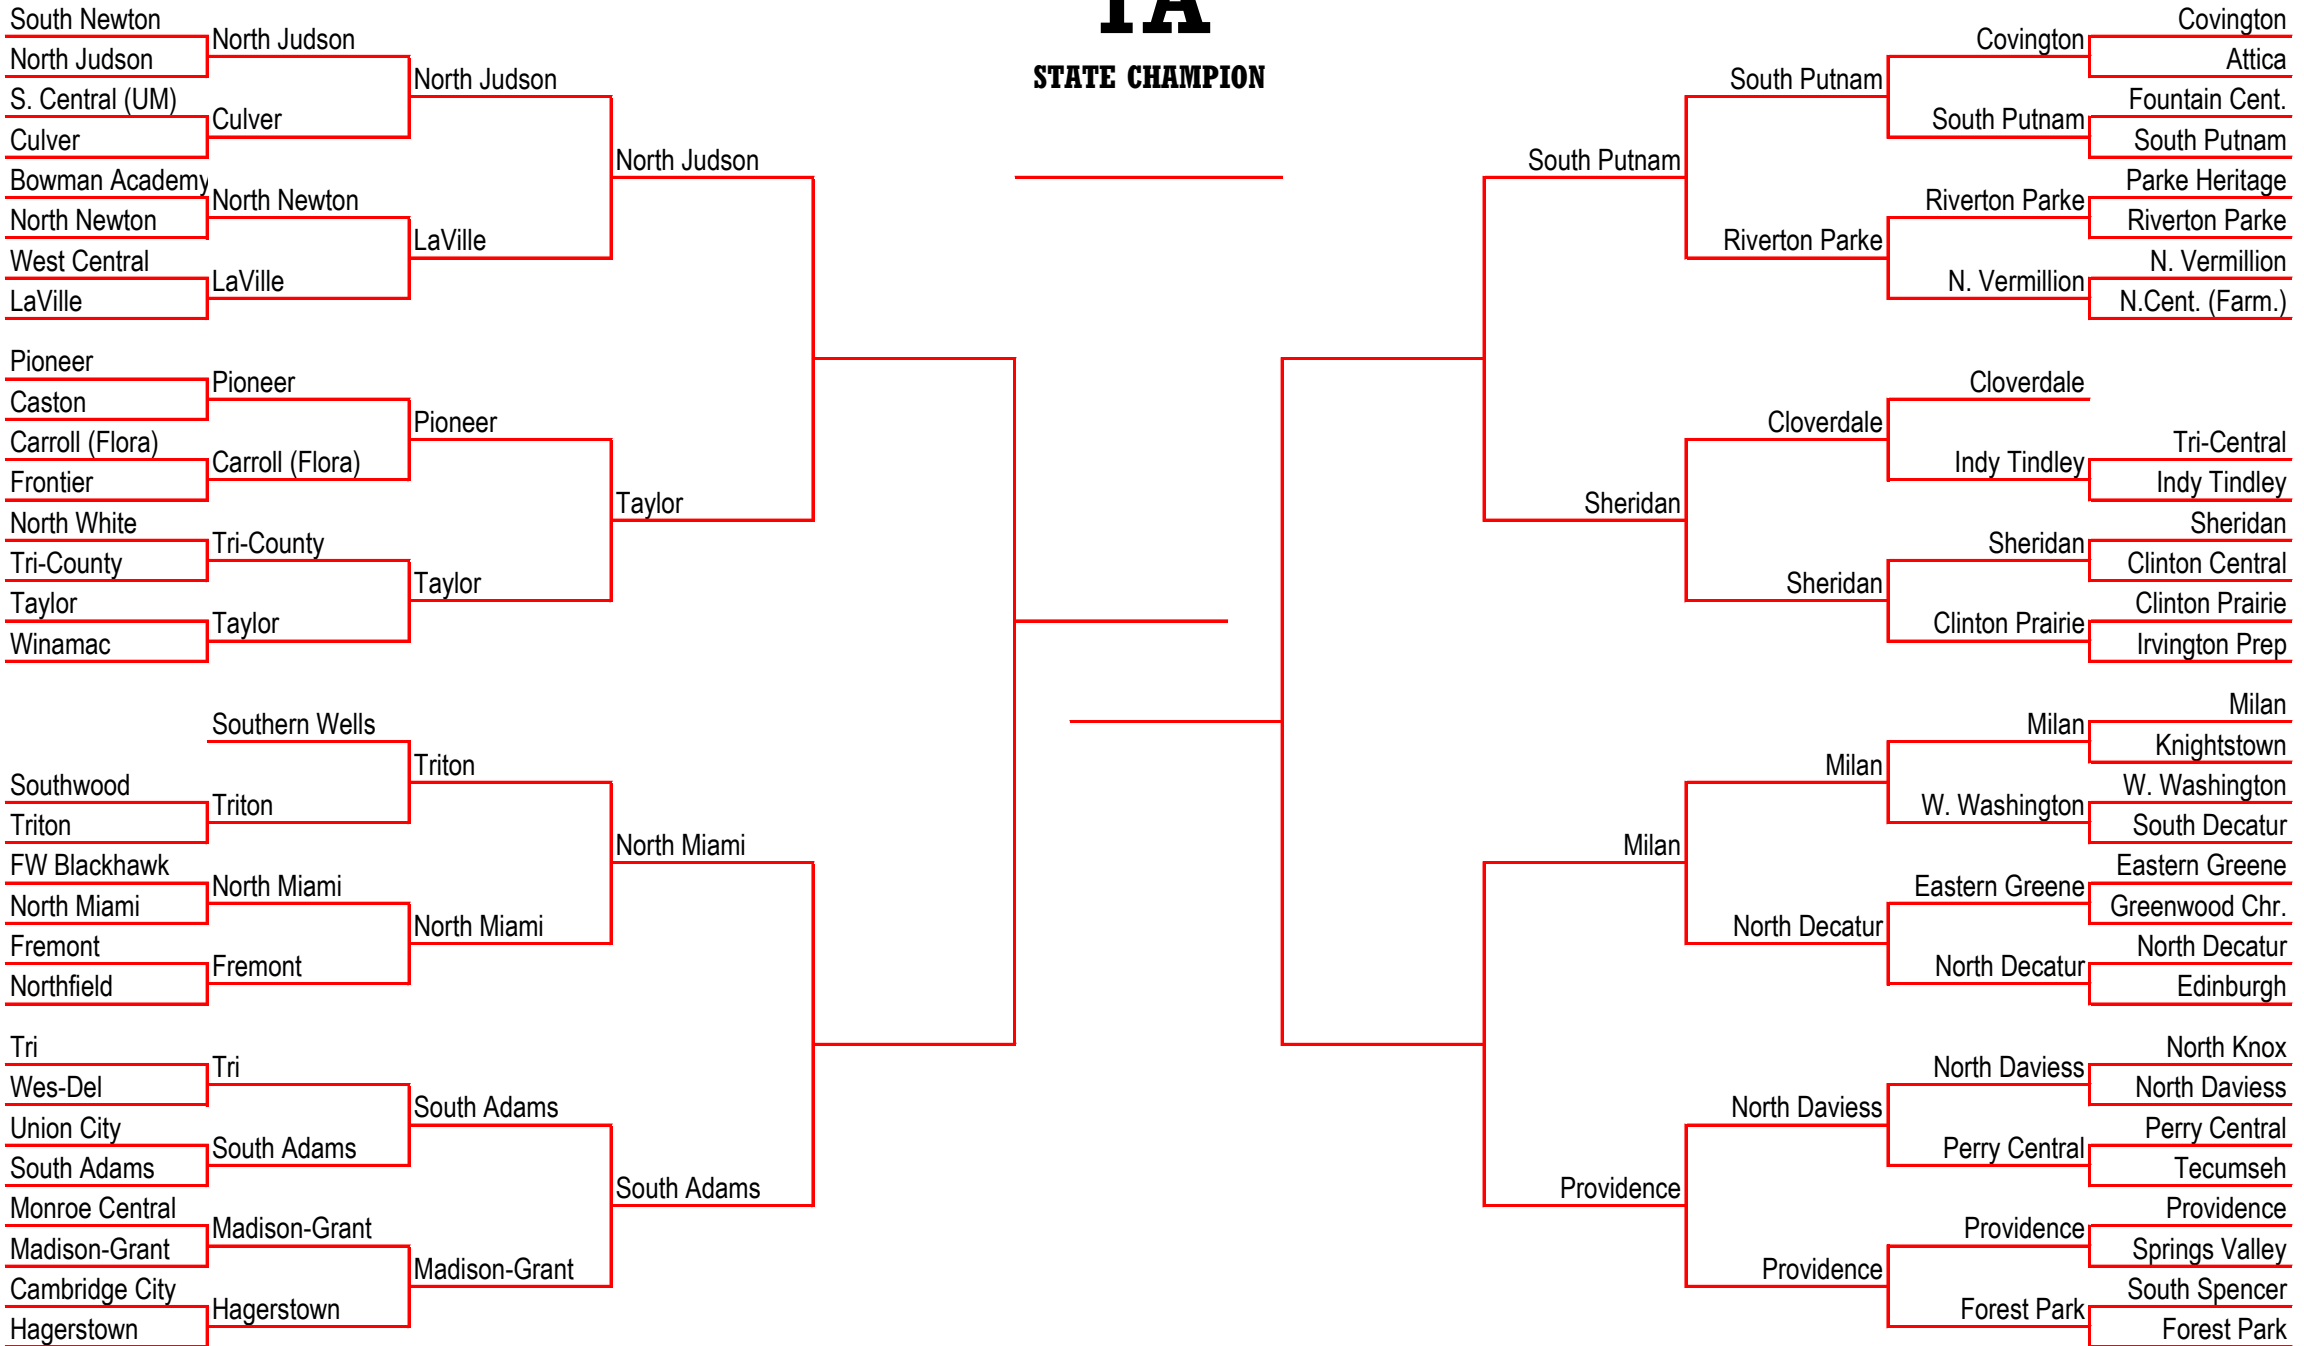 1A
STATE CHAMPION
South Newton
North Judson
S. Central (UM)
Culver
Bowman Academy
North Newton
West Central
LaVille
Pioneer
Caston
Carroll (Flora)
Frontier
North White
Tri-County
Taylor
Winamac
Southwood
Triton
FW Blackhawk
North Miami
Fremont
Northfield
Tri
Wes-Del
Union City
South Adams
Monroe Central
Madison-Grant
Cambridge City
Hagerstown
North Judson
Culver
North Newton
LaVille
Pioneer
Carroll (Flora)
Tri-County
Taylor
Southern Wells
Triton
North Miami
Fremont
Tri
South Adams
Madison-Grant
Hagerstown
North Judson
LaVille
Pioneer
Taylor
Triton
North Miami
South Adams
Madison-Grant
North Judson
Taylor
North Miami
South Adams
South Putnam
Sheridan
Milan
Providence
South Putnam
Riverton Parke
Cloverdale
Sheridan
Milan
North Decatur
North Daviess
Providence
Covington
South Putnam
Riverton Parke
N. Vermillion
Cloverdale
Indy Tindley
Sheridan
Clinton Prairie
Milan
W. Washington
Eastern Greene
North Decatur
North Daviess
Perry Central
Providence
Forest Park
Covington
Attica
Fountain Cent.
South Putnam
Parke Heritage
Riverton Parke
N. Vermillion
N.Cent. (Farm.)
Tri-Central
Indy Tindley
Sheridan
Clinton Central
Clinton Prairie
Irvington Prep
Milan
Knightstown
W. Washington
South Decatur
Eastern Greene
Greenwood Chr.
North Decatur
Edinburgh
North Knox
North Daviess
Perry Central
Tecumseh
Providence
Springs Valley
South Spencer
Forest Park